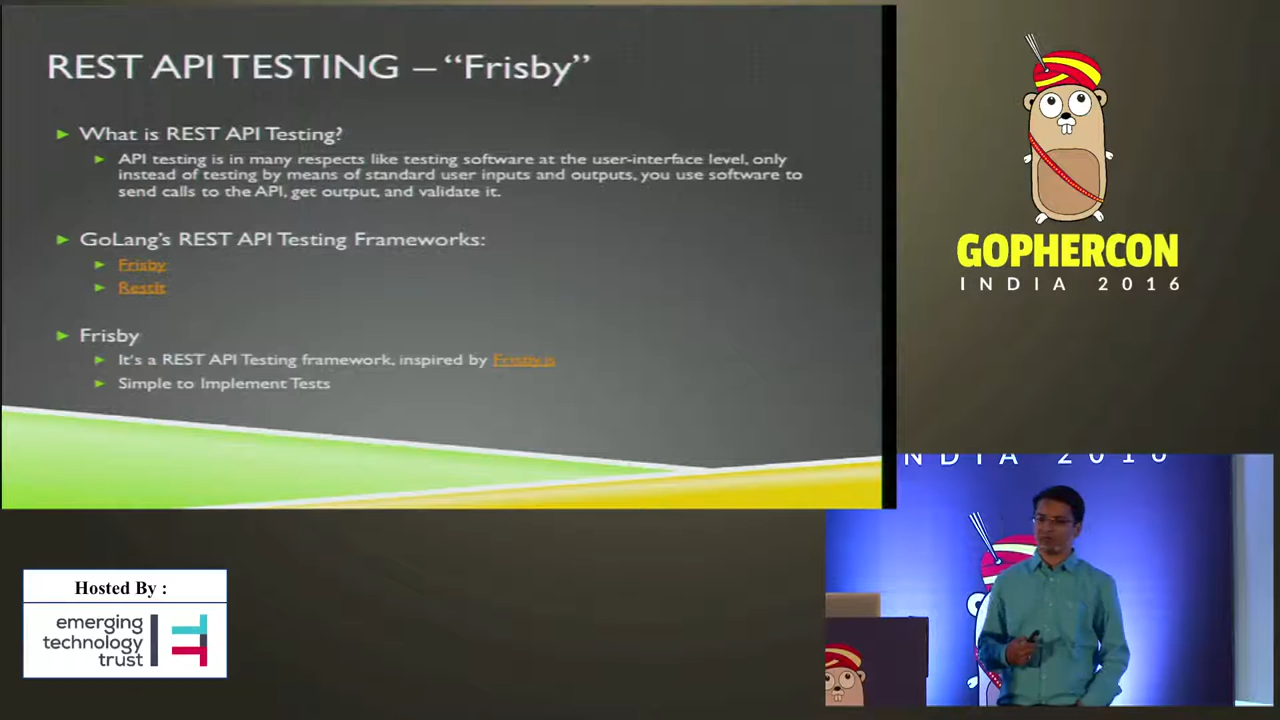 REST API TESTING – “Frisby”
What is REST API Testing?
API testing is in many respects like testing software at the user-interface level, only
instead of testing by means of standard user inputs and outputs, you use software to
send calls to the API, get output, and validate it.
GoLang's REST API Testing Frameworks:
Frisby
RestIt
Frisby
It's a REST API Testing framework, inspired by Frisby.js
Simple to Implement Tests
GOPHERCON
INDIA 2016
NDIA 2016
Hosted By :
emerging
technology
trust